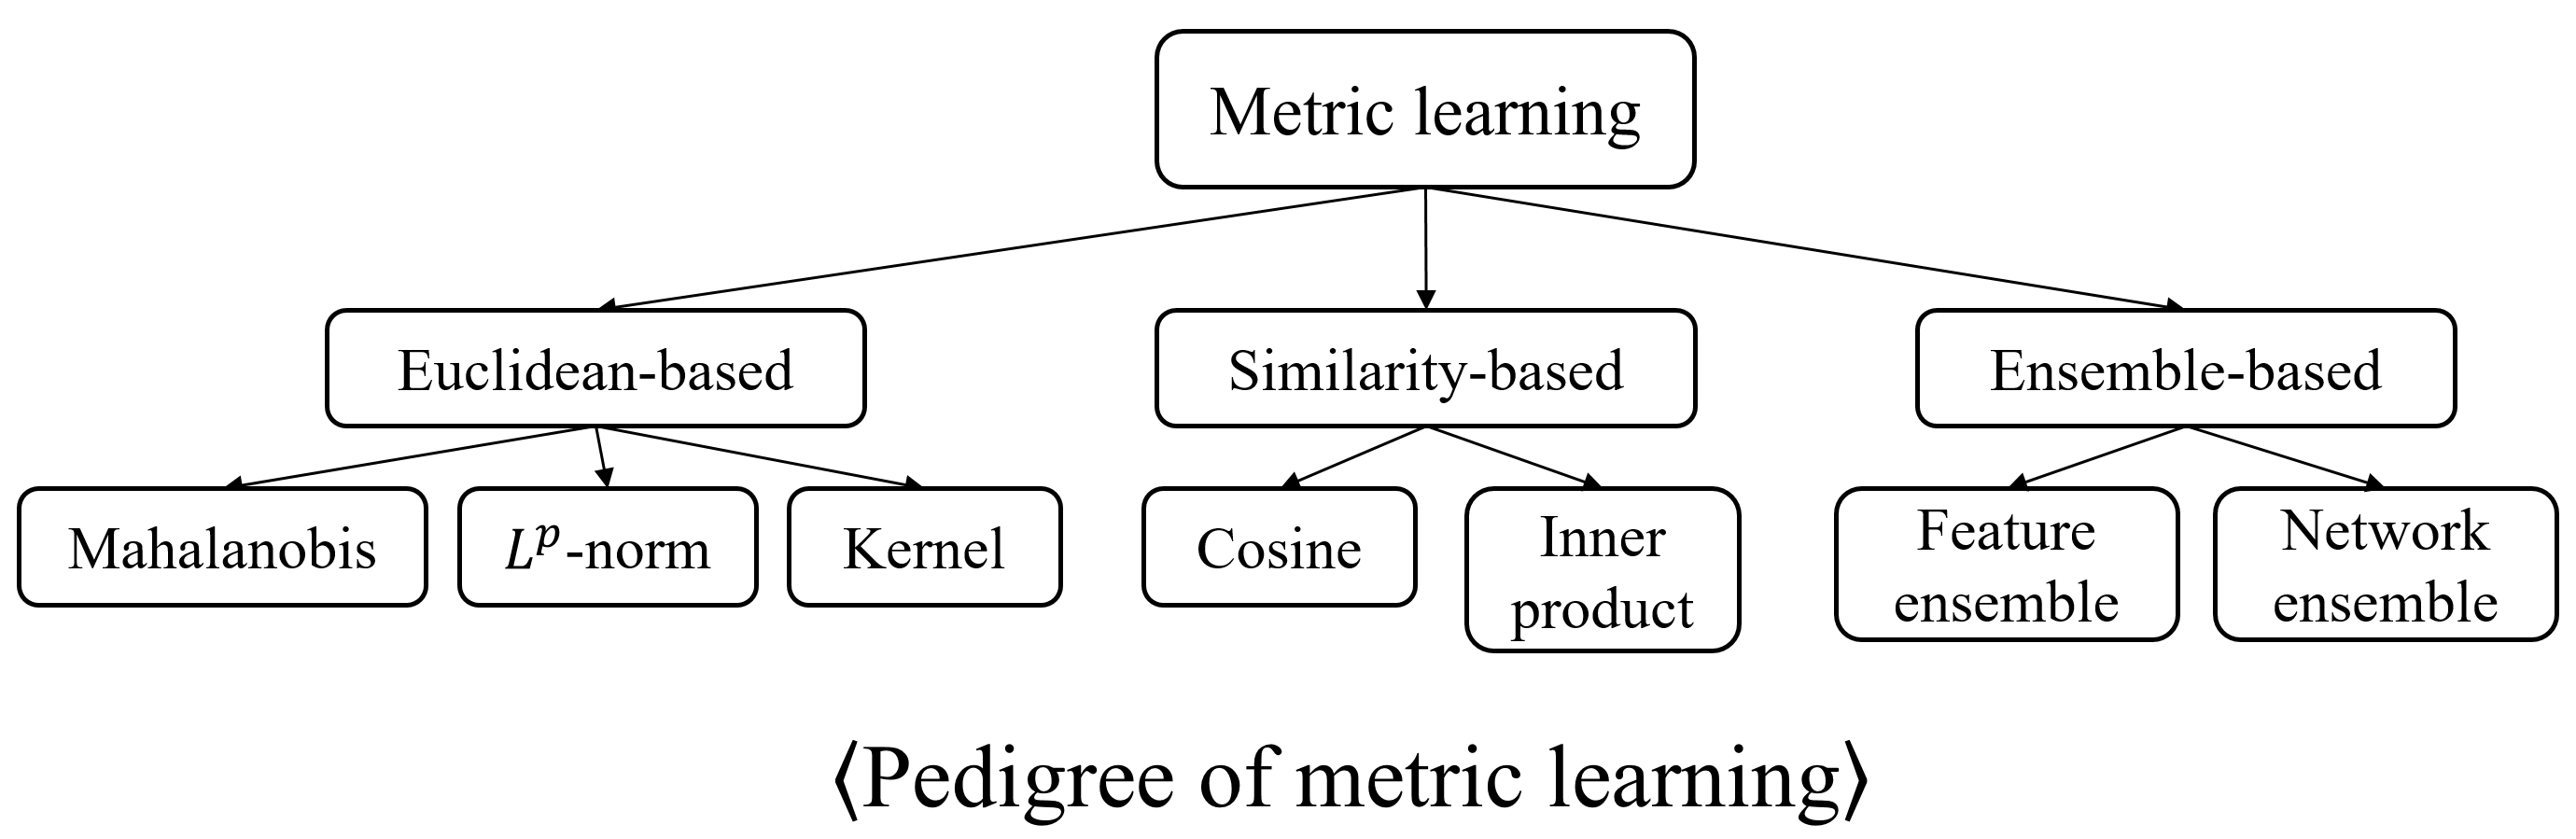 Metric learning
Euclidean-based
Similarity-based
Ensemble-based
Mahalanobis
L^p-norm
Kernel
Cosine
Inner
product
Feature
ensemble
Network
ensemble
⟨Pedigree of metric learning⟩